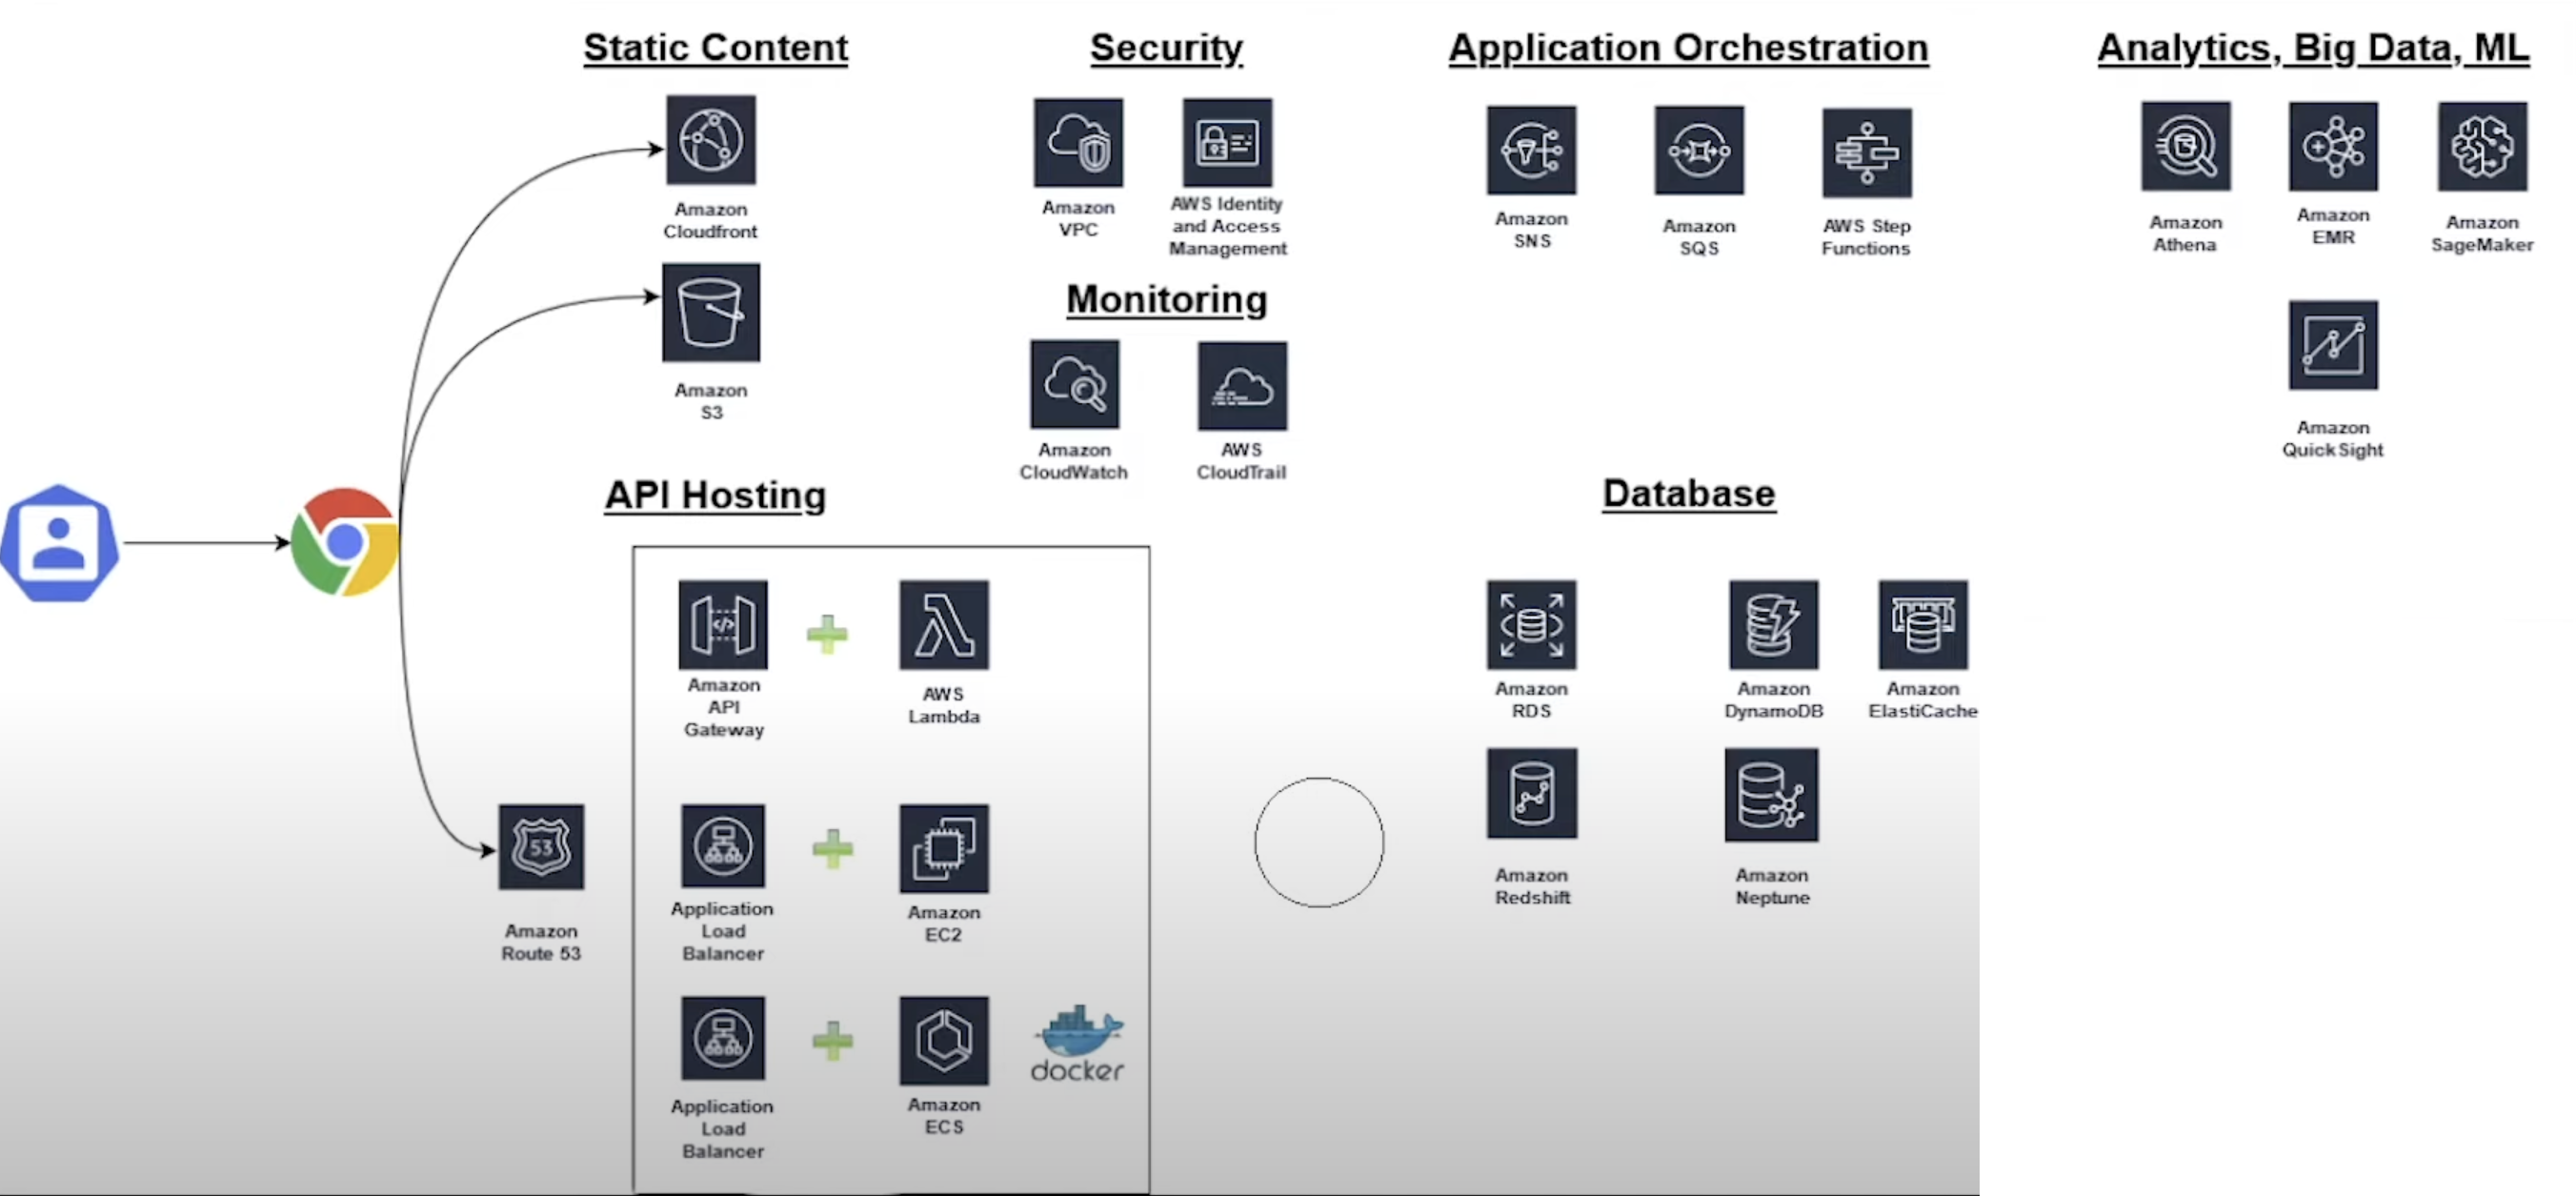 Static Content
Amazon
Cloudfront
Amazon
S3
Security
Amazon
VPC
AWS Identity
and Access
Management
Monitoring
Amazon
CloudWatch
AWS
CloudTrail
Application Orchestration
Amazon
SNS
Amazon
SQS
AWS Step
Functions
Analytics, Big Data, ML
Amazon
Athena
Amazon
EMR
Amazon
SageMaker
Amazon
QuickSight
API Hosting
</>
Amazon
API
Gateway
AWS
Lambda
53
Amazon
Route 53
Application
Load
Balancer
Amazon
EC2
Application
Load
Balancer
Amazon
ECS
docker
Database
Amazon
RDS
Amazon
DynamoDB
Amazon
ElastiCache
Amazon
Redshift
Amazon
Neptune